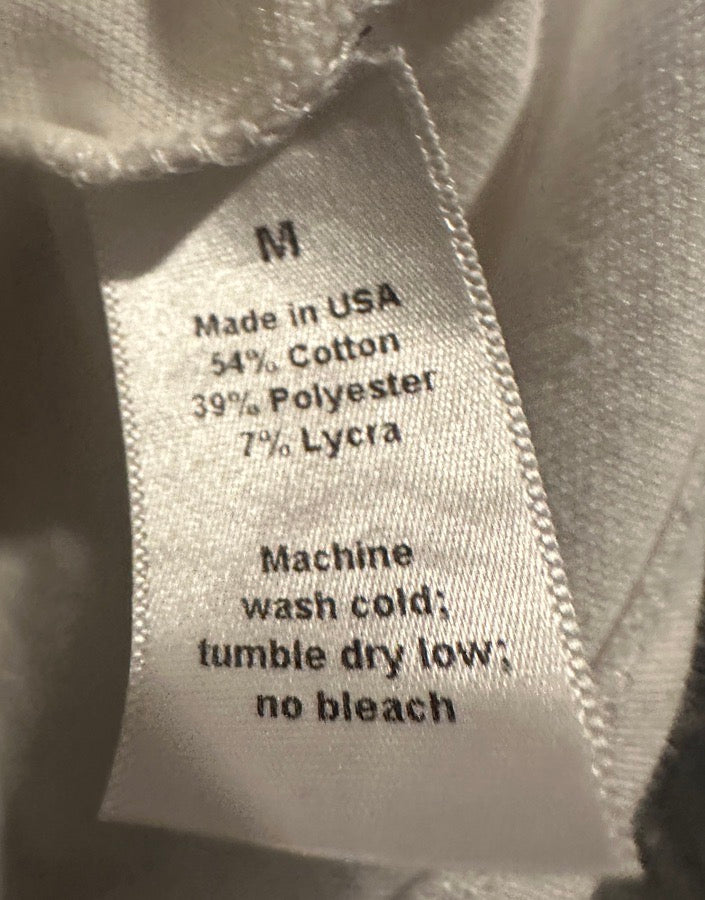 M
Made in USA
54% Cotton
39% Polyester
7% Lycra
Machine
wash cold;
tumble dry low;
no bleach